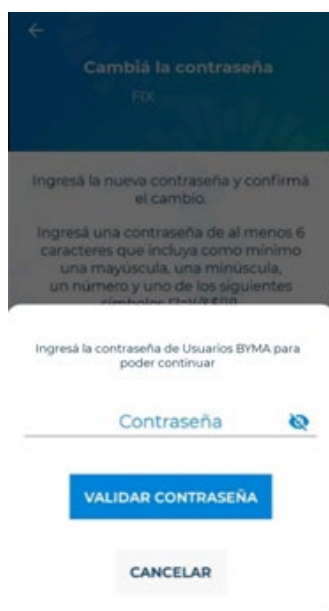 Cambiá la contraseña
FIX
Ingresá la nueva contraseña y confirmá
el cambio.
Ingresá una contraseña de al menos 6
caracteres que incluya como mínimo
una mayúscula, una minúscula,
un número y uno de los siguientes
símbolos
Ingresá la contraseña de Usuarios BYMA para
poder continuar
Contraseña
VALIDAR CONTRASEÑA
CANCELAR